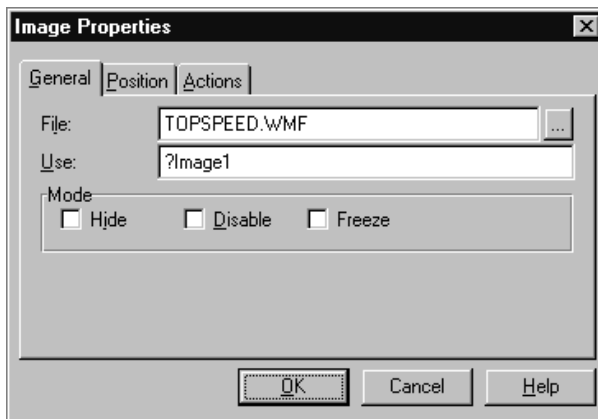 Image Properties
General Position Actions
File: TOPSPEED.WMF ...
Use: ?Image1
Mode
Hide Disable Freeze
OK Cancel Help